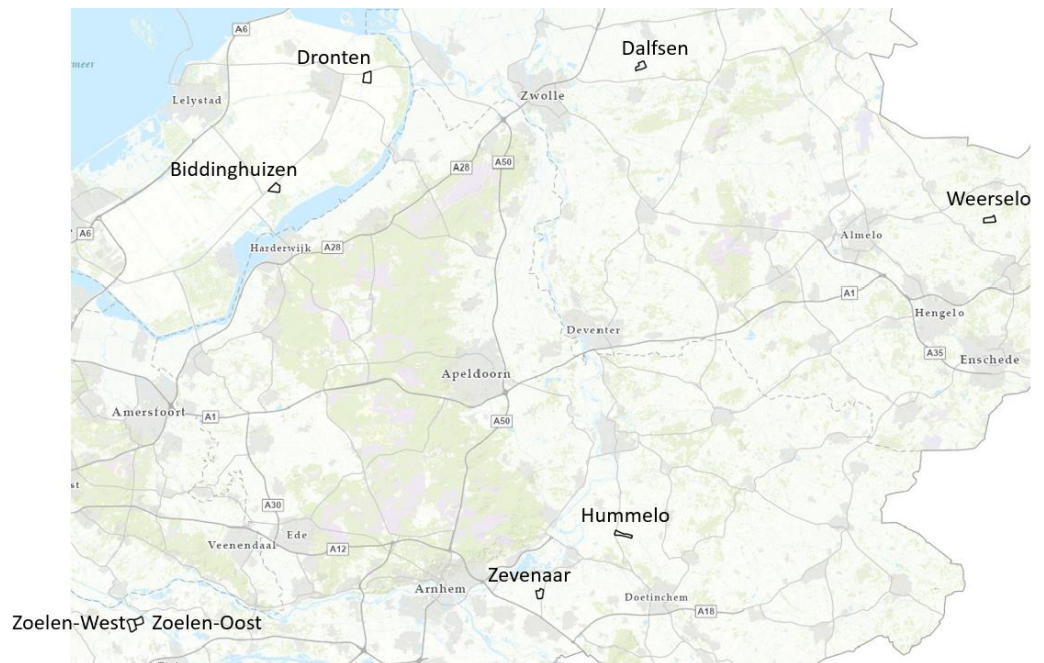 A6
Dalfsen
Dronten
Zwolle
Lelystad
A28
A50
Biddinghuizen
Weerselo
A6
Harderwijk
A28
Almelo
A1
Hengelo
Deventer
A35
Enschede
Apeldoorn
Amersfoort
A1
A50
A30
Hummelo
Ede
Veenendaal
A12
Zevenaar
Arnhem
Doetinchem
A18
Zoelen-West
Zoelen-Oost